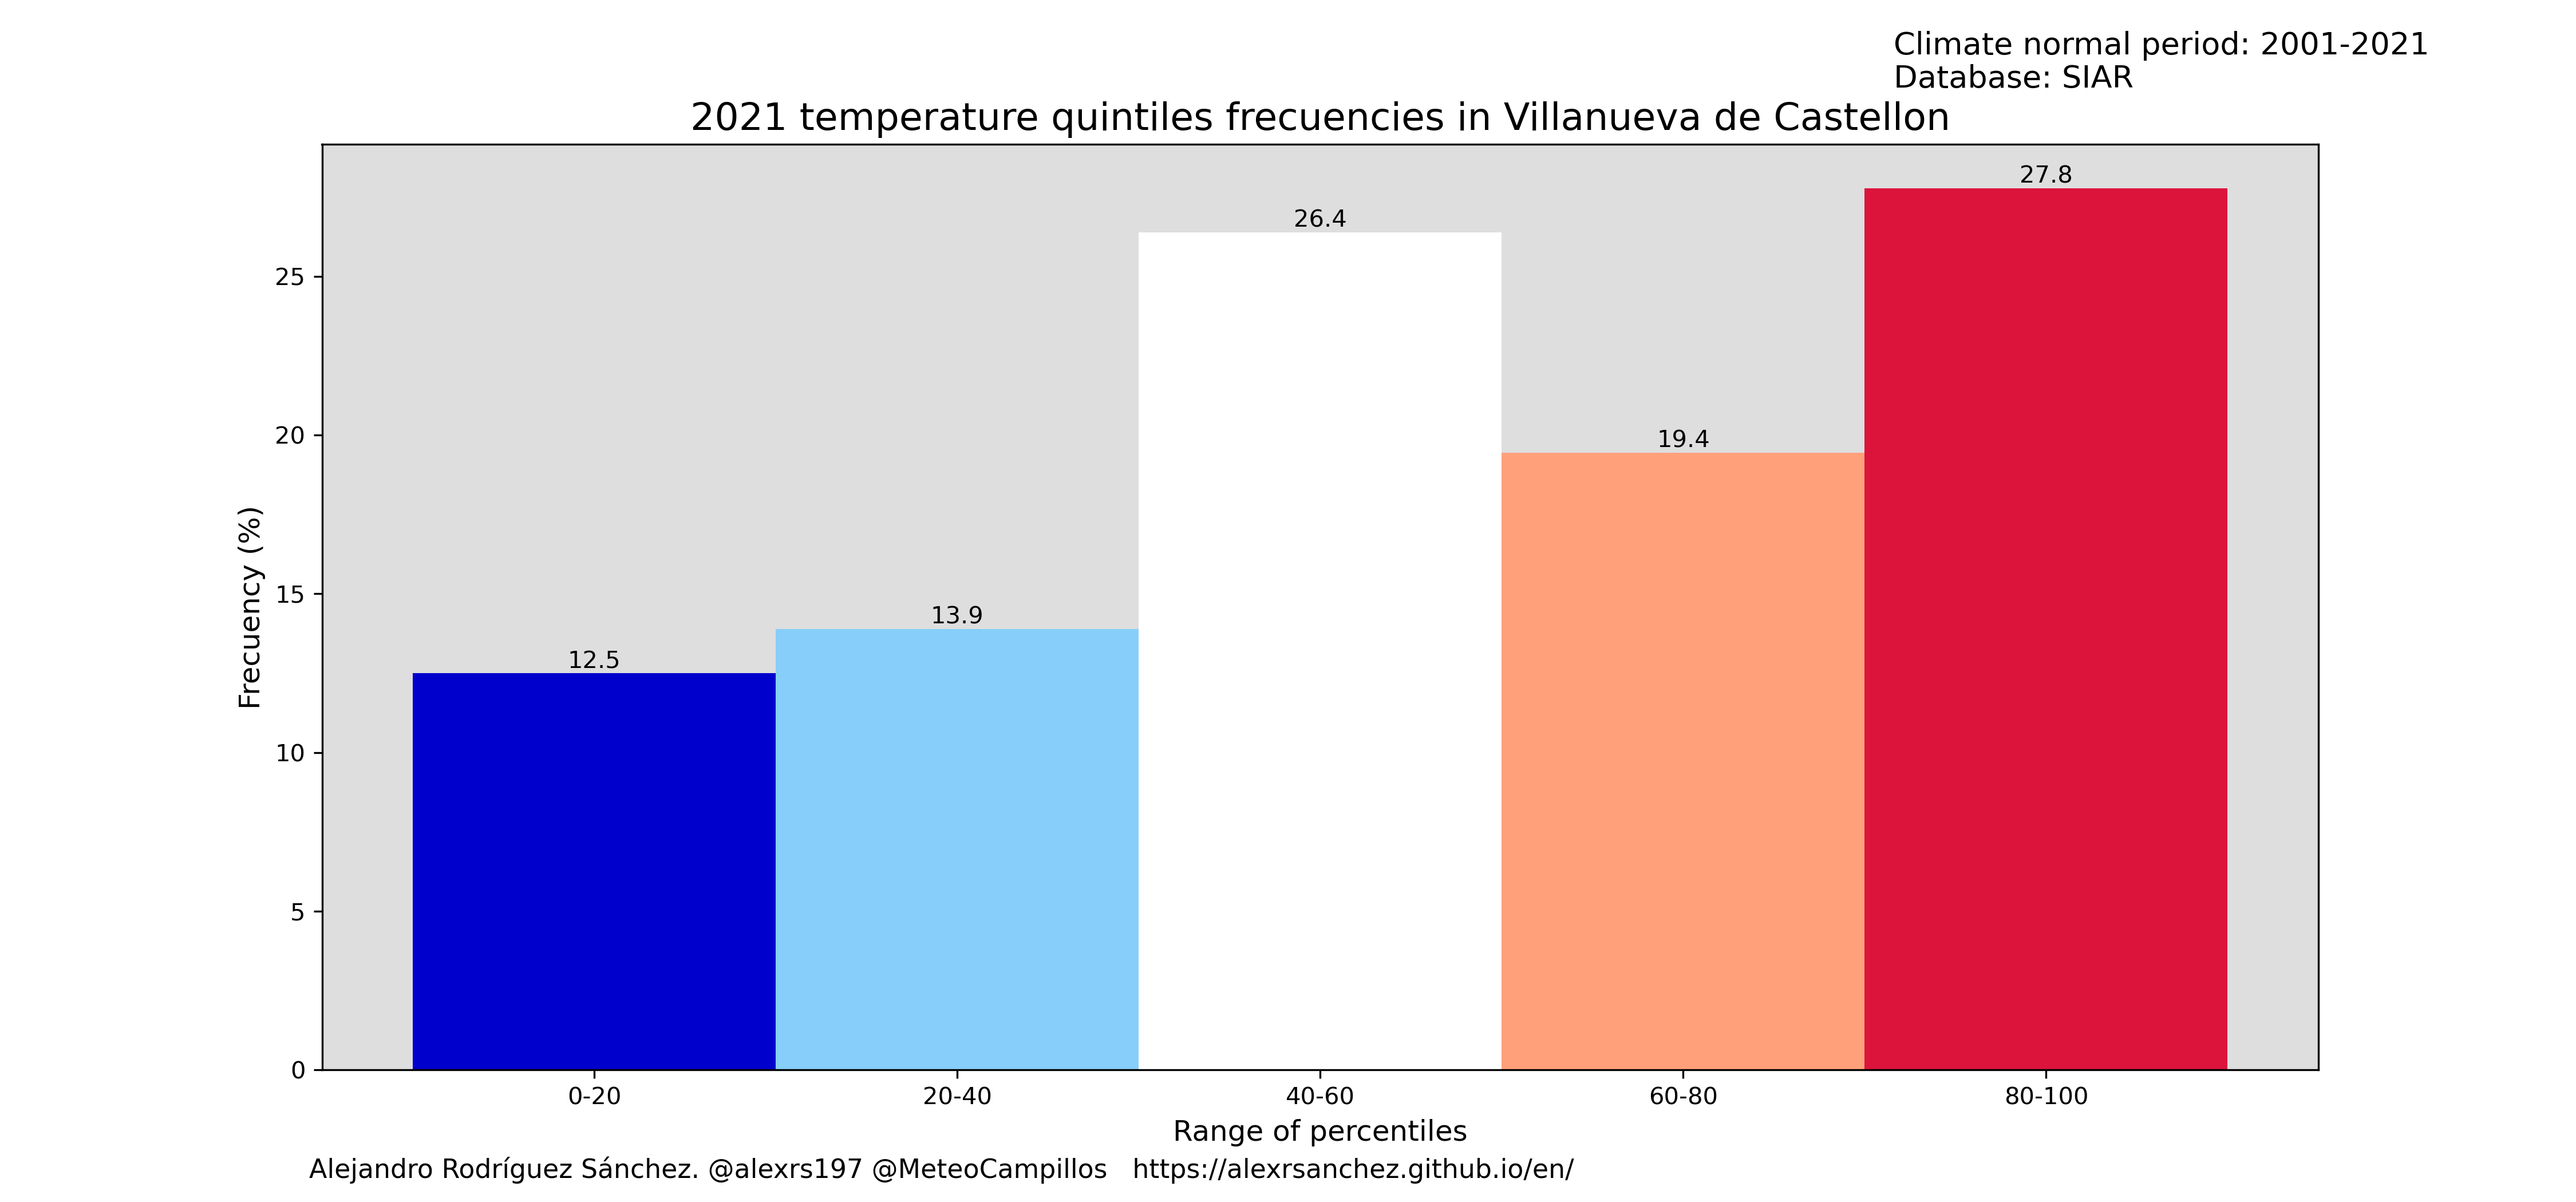 Climate normal period: 2001-2021
Database: SIAR
2021 temperature quintiles frecuencies in Villanueva de Castellon
27.8
26.4
25
20
19.4
Frecuency (%)
15
13.9
12.5
10
5
0
0-20 20-40 40-60 60-80 80-100
Range of percentiles
Alejandro Rodríguez Sánchez. @alexrs197 @MeteoCampillos https://alexrsanchez.github.io/en/